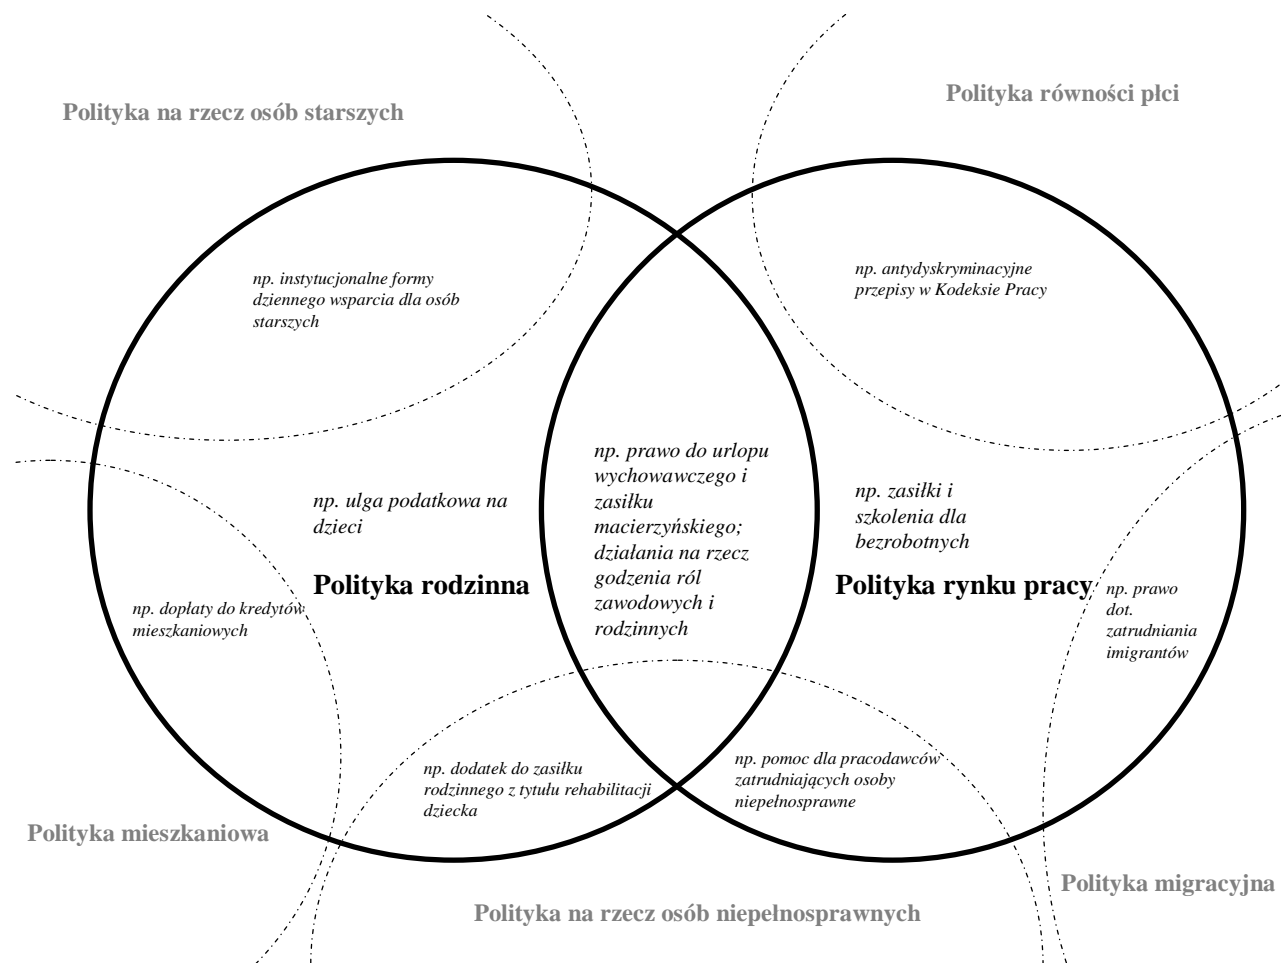 Polityka na rzecz osób starszych
Polityka równości płci
np. instytucjonalne formy
dziennego wsparcia dla osób
starszych
np. antydyskryminacyjne
przepisy w Kodeksie Pracy
np. ulga podatkowa na
dzieci
Polityka rodzinna
np. prawo do urlopu
wychowawczego i
zasiłku
macierzyńskiego;
działania na rzecz
godzenia ról
zawodowych i
rodzinnych
np. zasiłki i
szkolenia dla
bezrobotnych
Polityka rynku pracy
np. dopłaty do kredytów
mieszkaniowych
np. prawo
dot.
zatrudniania
imigrantów
np. dodatek do zasiłku
rodzinnego z tytułu rehabilitacji
dziecka
np. pomoc dla pracodawców
zatrudniających osoby
niepełnosprawne
Polityka mieszkaniowa
Polityka migracyjna
Polityka na rzecz osób niepełnosprawnych